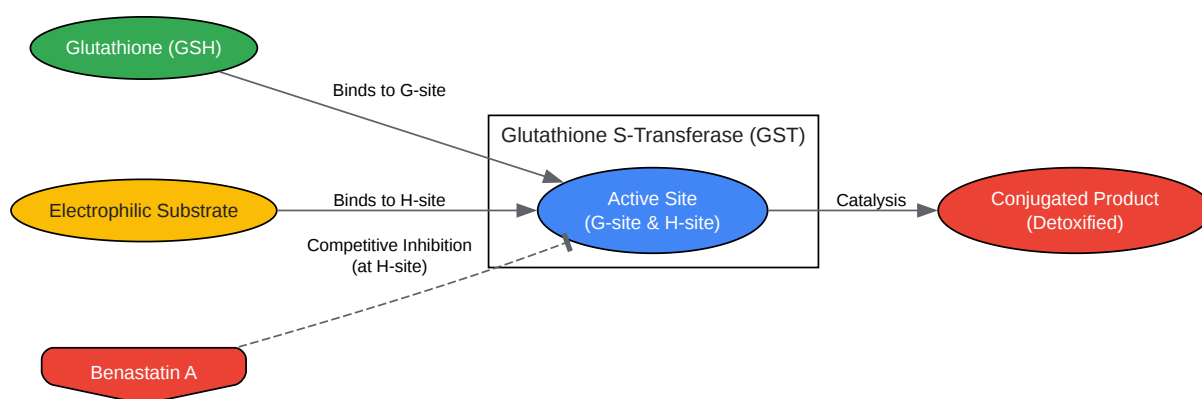 Glutathione (GSH)
Binds to G-site
Glutathione S-Transferase (GST)
Electrophilic Substrate
Binds to H-site
Active Site
(G-site & H-site)
Catalysis
Conjugated Product
(Detoxified)
Competitive Inhibition
(at H-site)
Benastatin A